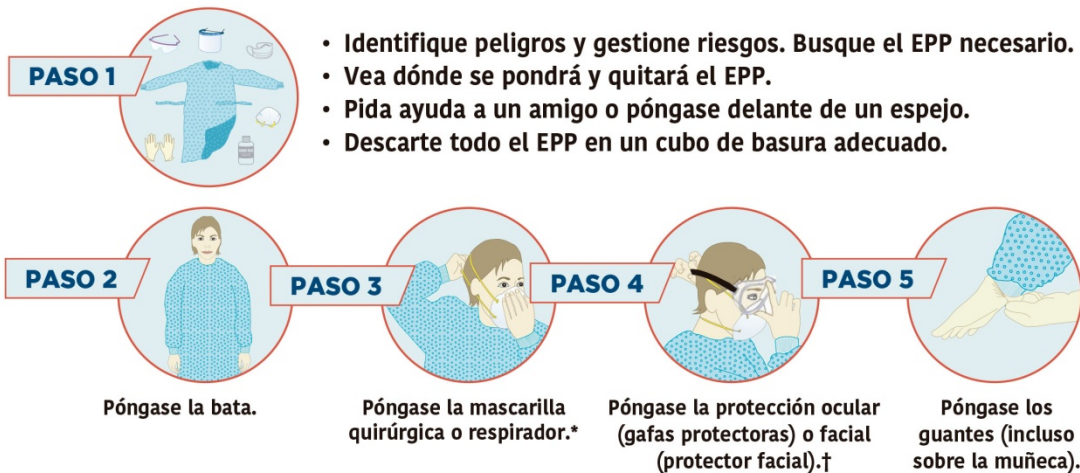 PASO 1
• Identifique peligros y gestione riesgos. Busque el EPP necesario.
• Vea dónde se pondrá y quitará el EPP.
• Pida ayuda a un amigo o póngase delante de un espejo.
• Descarte todo el EPP en un cubo de basura adecuado.
PASO 2
Póngase la bata.
PASO 3
Póngase la mascarilla
quirúrgica o respirador.*
PASO 4
Póngase la protección ocular
(gafas protectoras) o facial
(protector facial).†
PASO 5
Póngase los
guantes (incluso
sobre la muñeca).